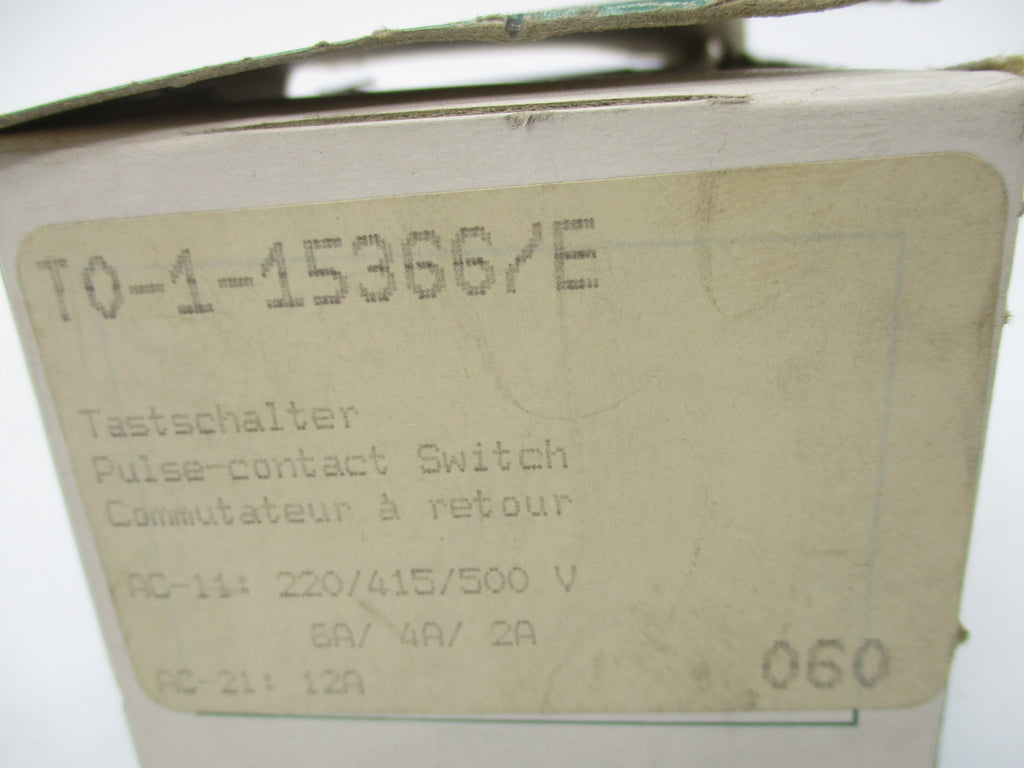 TO-1-15366/E
Tastschalter
Pulse-contact Switch
Commutateur à retour
AC-11: 220/415/500 V
6A/ 4A/ 2A
AC-21: 12A
060